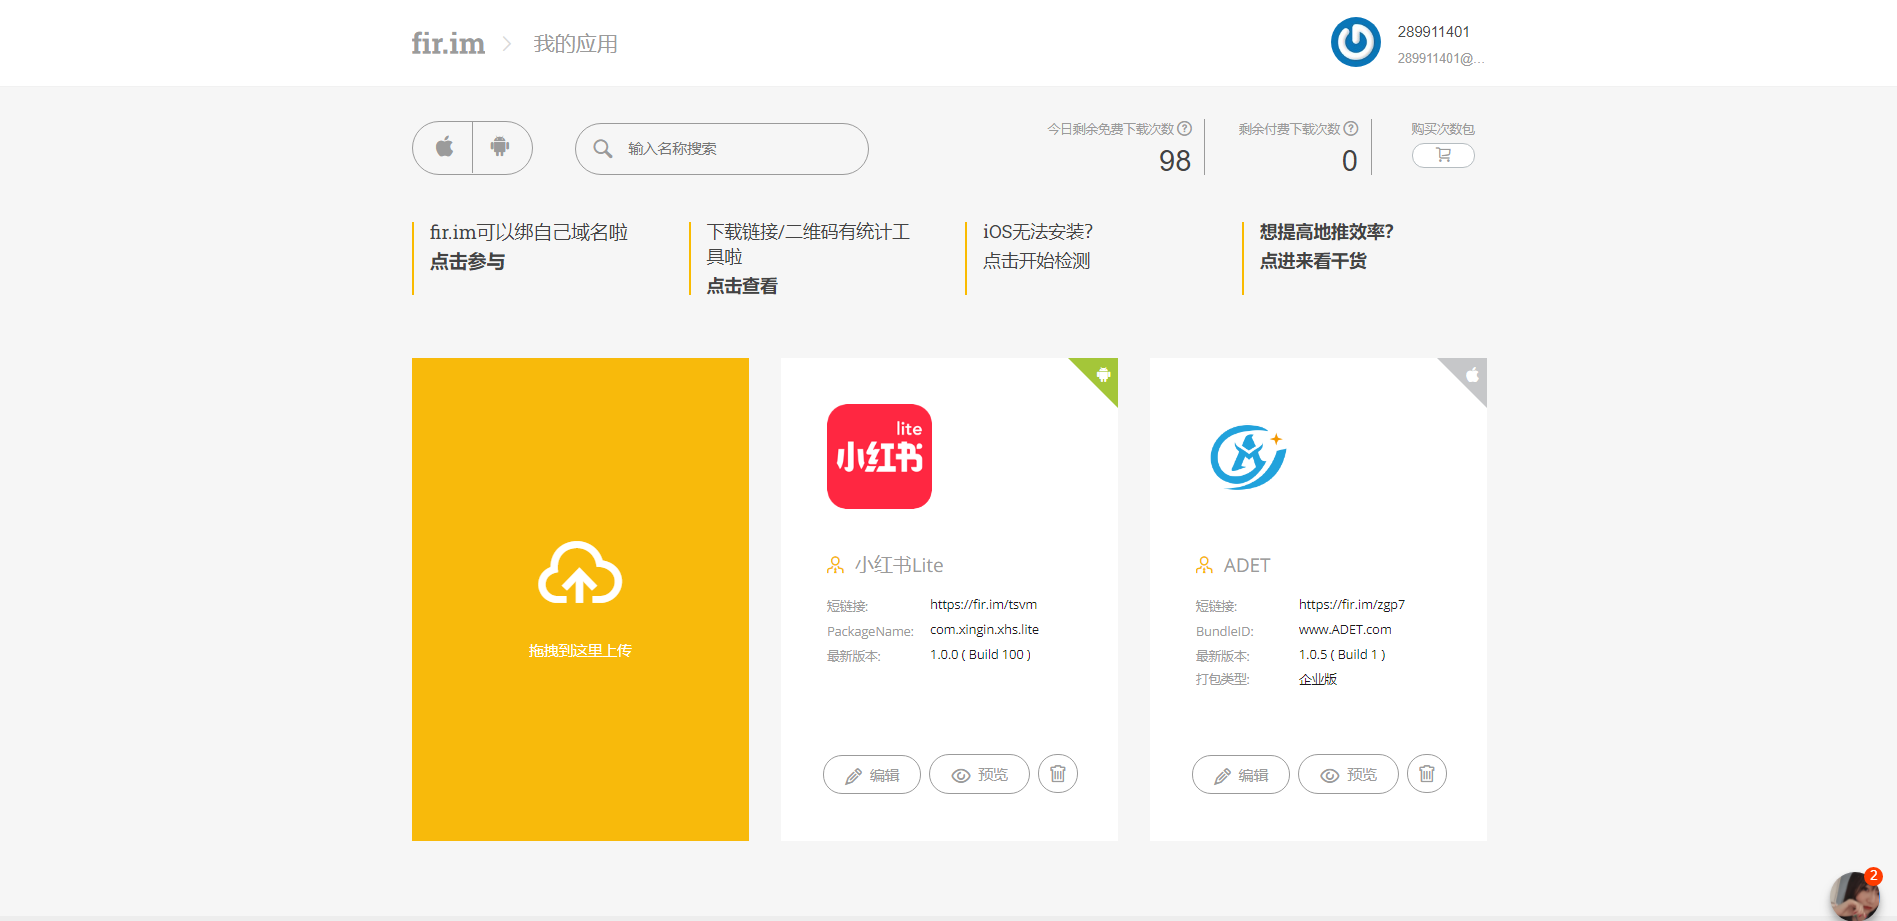 fir.im
我的应用
289911401
289911401@...
输入名称搜索
今日剩余免费下载次数
98
剩余付费下载次数
0
购买次数包
fir.im可以绑自己域名啦
点击参与
下载链接/二维码有统计工
具啦
点击查看
iOS无法安装?
点击开始检测
想提高地推效率?
点进来看干货
拖拽到这里上传
lite
小红书
小红书Lite
短链接: https://fir.im/tsvm
PackageName: com.xingin.xhs.lite
最新版本: 1.0.0 ( Build 100 )
编辑
预览
ADET
短链接: https://fir.im/zgp7
BundleID: www.ADET.com
最新版本: 1.0.5 ( Build 1 )
打包类型: 企业版
编辑
预览
2